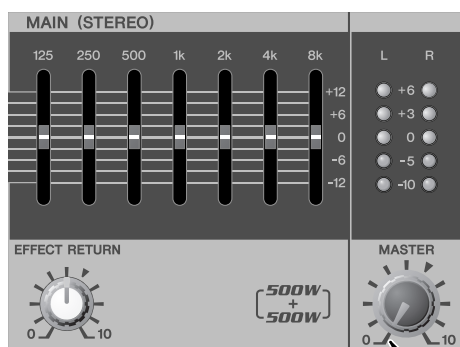 MAIN (STEREO)
125 250 500 1k 2k 4k 8k
L R
+12
+6
0
-6
-12
+6
+3
0
-5
-10
EFFECT RETURN
0 10
500W
+
500W
MASTER
0 10